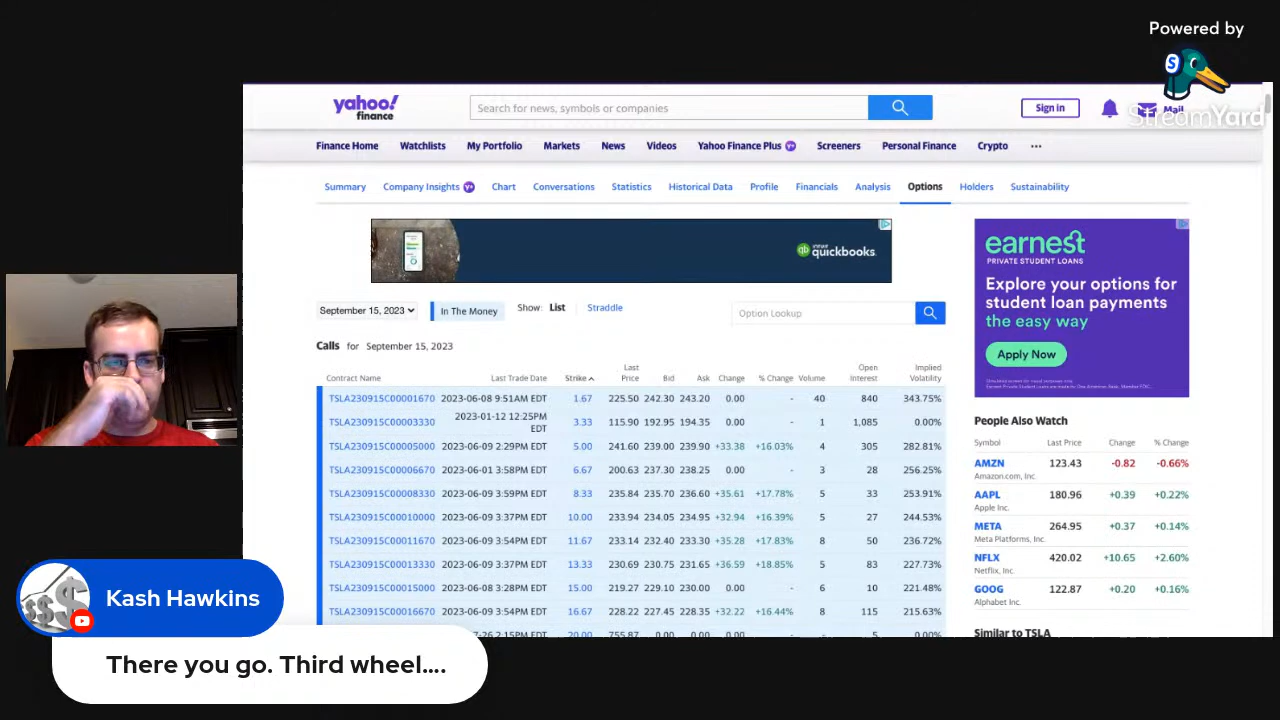 Powered by
StreamYard
yahoo!
finance
Search for news, symbols or companies
Sign in
Mail
Finance Home Watchlists My Portfolio Markets News Videos Yahoo Finance Plus Y+ Screeners Personal Finance Crypto ...
Summary Company Insights Y+ Chart Conversations Statistics Historical Data Profile Financials Analysis Options Holders Sustainability
qb quickbooks.
earnest
PRIVATE STUDENT LOANS
Explore your options for
student loan payments
the easy way
Apply Now
September 15, 2023 In The Money Show: List Straddle Option Lookup
Calls for September 15, 2023
Contract Name Last Trade Date Strike Last Price Bid Ask Change % Change Volume Open Interest Implied Volatility
TSLA230915C00001670 2023-06-08 9:51AM EDT 1.67 225.50 242.30 243.20 0.00 - 40 840 343.75%
TSLA230915C00003330 2023-01-12 12:25PM EDT 3.33 115.90 192.95 194.35 0.00 - 1 1,085 0.00%
TSLA230915C00005000 2023-06-09 2:29PM EDT 5.00 241.60 239.00 239.90 +33.38 +16.03% 4 305 282.81%
TSLA230915C00006670 2023-06-01 3:58PM EDT 6.67 200.63 237.30 238.25 0.00 - 3 28 256.25%
TSLA230915C00008330 2023-06-09 3:59PM EDT 8.33 235.84 235.70 236.60 +35.61 +17.78% 5 33 253.91%
TSLA230915C00010000 2023-06-09 3:37PM EDT 10.00 233.94 234.05 234.95 +32.94 +16.39% 5 27 244.53%
TSLA230915C00011670 2023-06-09 3:54PM EDT 11.67 233.14 232.40 233.30 +35.28 +17.83% 8 50 236.72%
TSLA230915C00013330 2023-06-09 3:37PM EDT 13.33 230.69 230.75 231.65 +36.59 +18.85% 5 83 227.73%
TSLA230915C00015000 2023-06-08 3:28PM EDT 15.00 219.27 229.10 230.00 0.00 - 6 10 221.48%
TSLA230915C00016670 2023-06-09 3:54PM EDT 16.67 228.22 227.45 228.35 +32.22 +16.44% 8 115 215.63%
2:15PM EDT 20.00 755.87 0.00 0.00 0.00 - - 5 0.00%
People Also Watch
Symbol Last Price Change % Change
AMZN 123.43 -0.82 -0.66%
Amazon.com, Inc.
AAPL 180.96 +0.39 +0.22%
Apple Inc.
META 264.95 +0.37 +0.14%
Meta Platforms, Inc.
NFLX 420.02 +10.65 +2.60%
Netflix, Inc.
GOOG 122.87 +0.20 +0.16%
Alphabet Inc.
Similar to TSLA
Kash Hawkins
There you go. Third wheel....